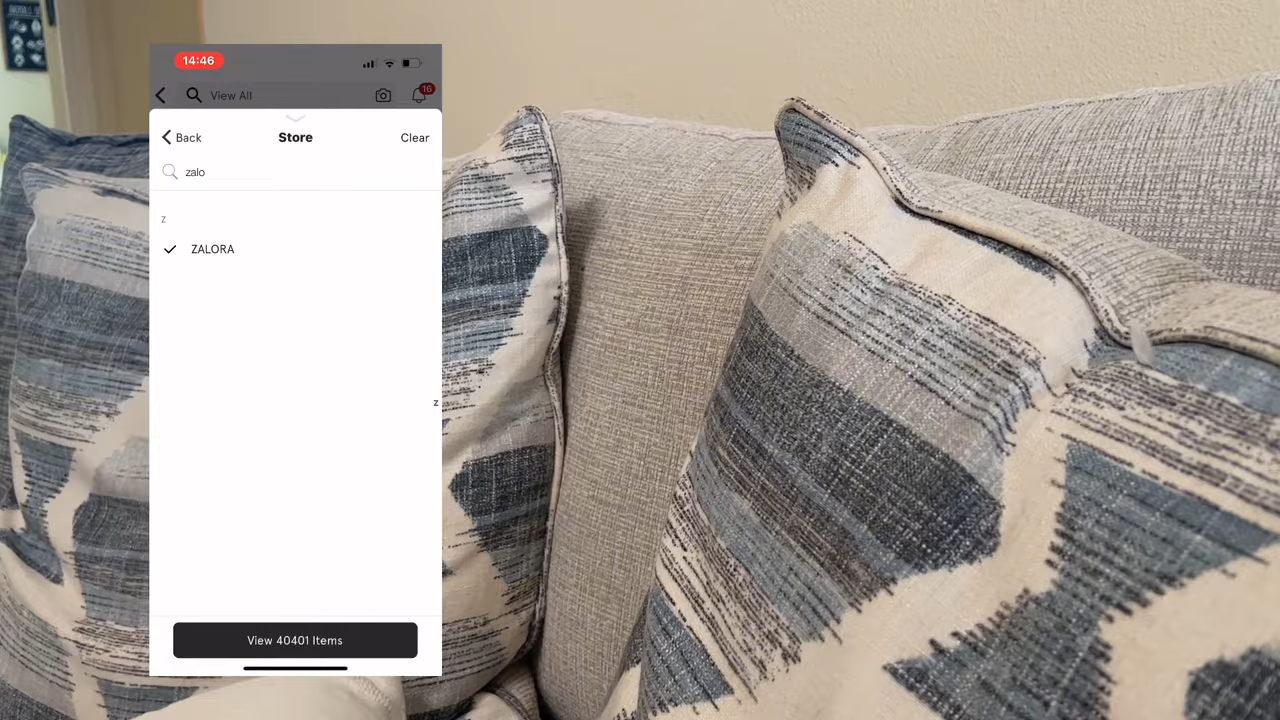 14:46
View All
16
Back
Store
Clear
zalo
Z
ZALORA
Z
View 40401 Items